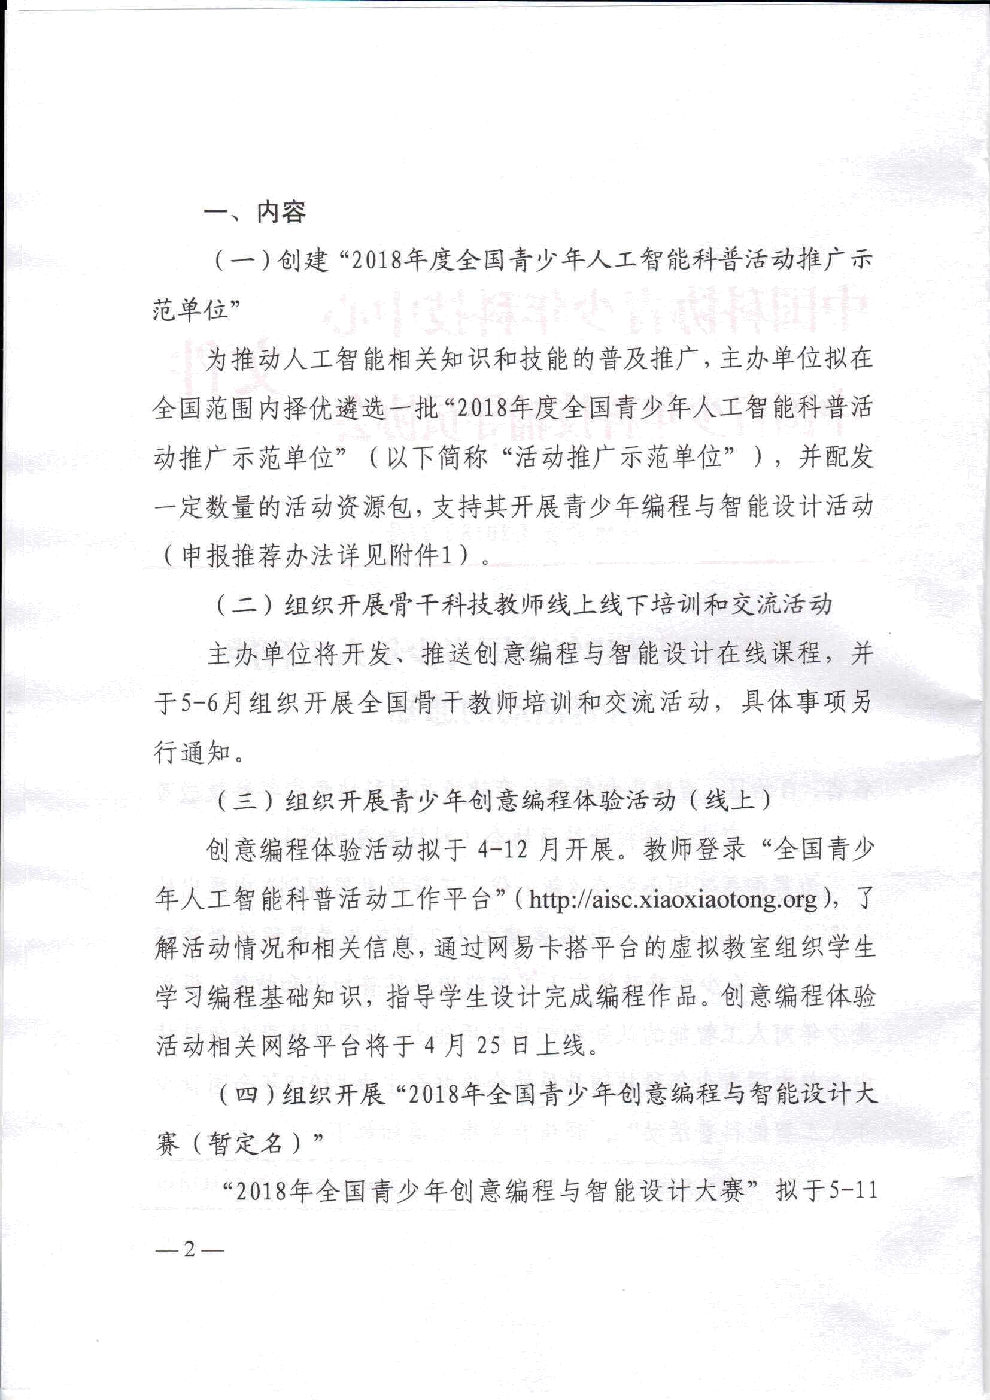 一、内容
（一）创建“2018年度全国青少年人工智能科普活动推广示
范单位”
为推动人工智能相关知识和技能的普及推广，主办单位拟在
全国范围内择优遴选一批“2018年度全国青少年人工智能科普活
动推广示范单位”（以下简称“活动推广示范单位”），并配发
一定数量的活动资源包，支持其开展青少年编程与智能设计活动
（申报推荐办法详见附件1）。
（二）组织开展骨干科技教师线上线下培训和交流活动
主办单位将开发、推送创意编程与智能设计在线课程，并
于5-6月组织开展全国骨干教师培训和交流活动，具体事项另
行通知。
（三）组织开展青少年创意编程体验活动（线上）
创意编程体验活动拟于 4-12 月开展。教师登录“全国青少
年人工智能科普活动工作平台”（http://aisc.xiaoxiaotong.org），了
解活动情况和相关信息，通过网易卡搭平台的虚拟教室组织学生
学习编程基础知识，指导学生设计完成编程作品。创意编程体验
活动相关网络平台将于 4 月 25 日上线。
（四）组织开展“2018年全国青少年创意编程与智能设计大
赛（暂定名）”
“2018年全国青少年创意编程与智能设计大赛”拟于5-11
—2—